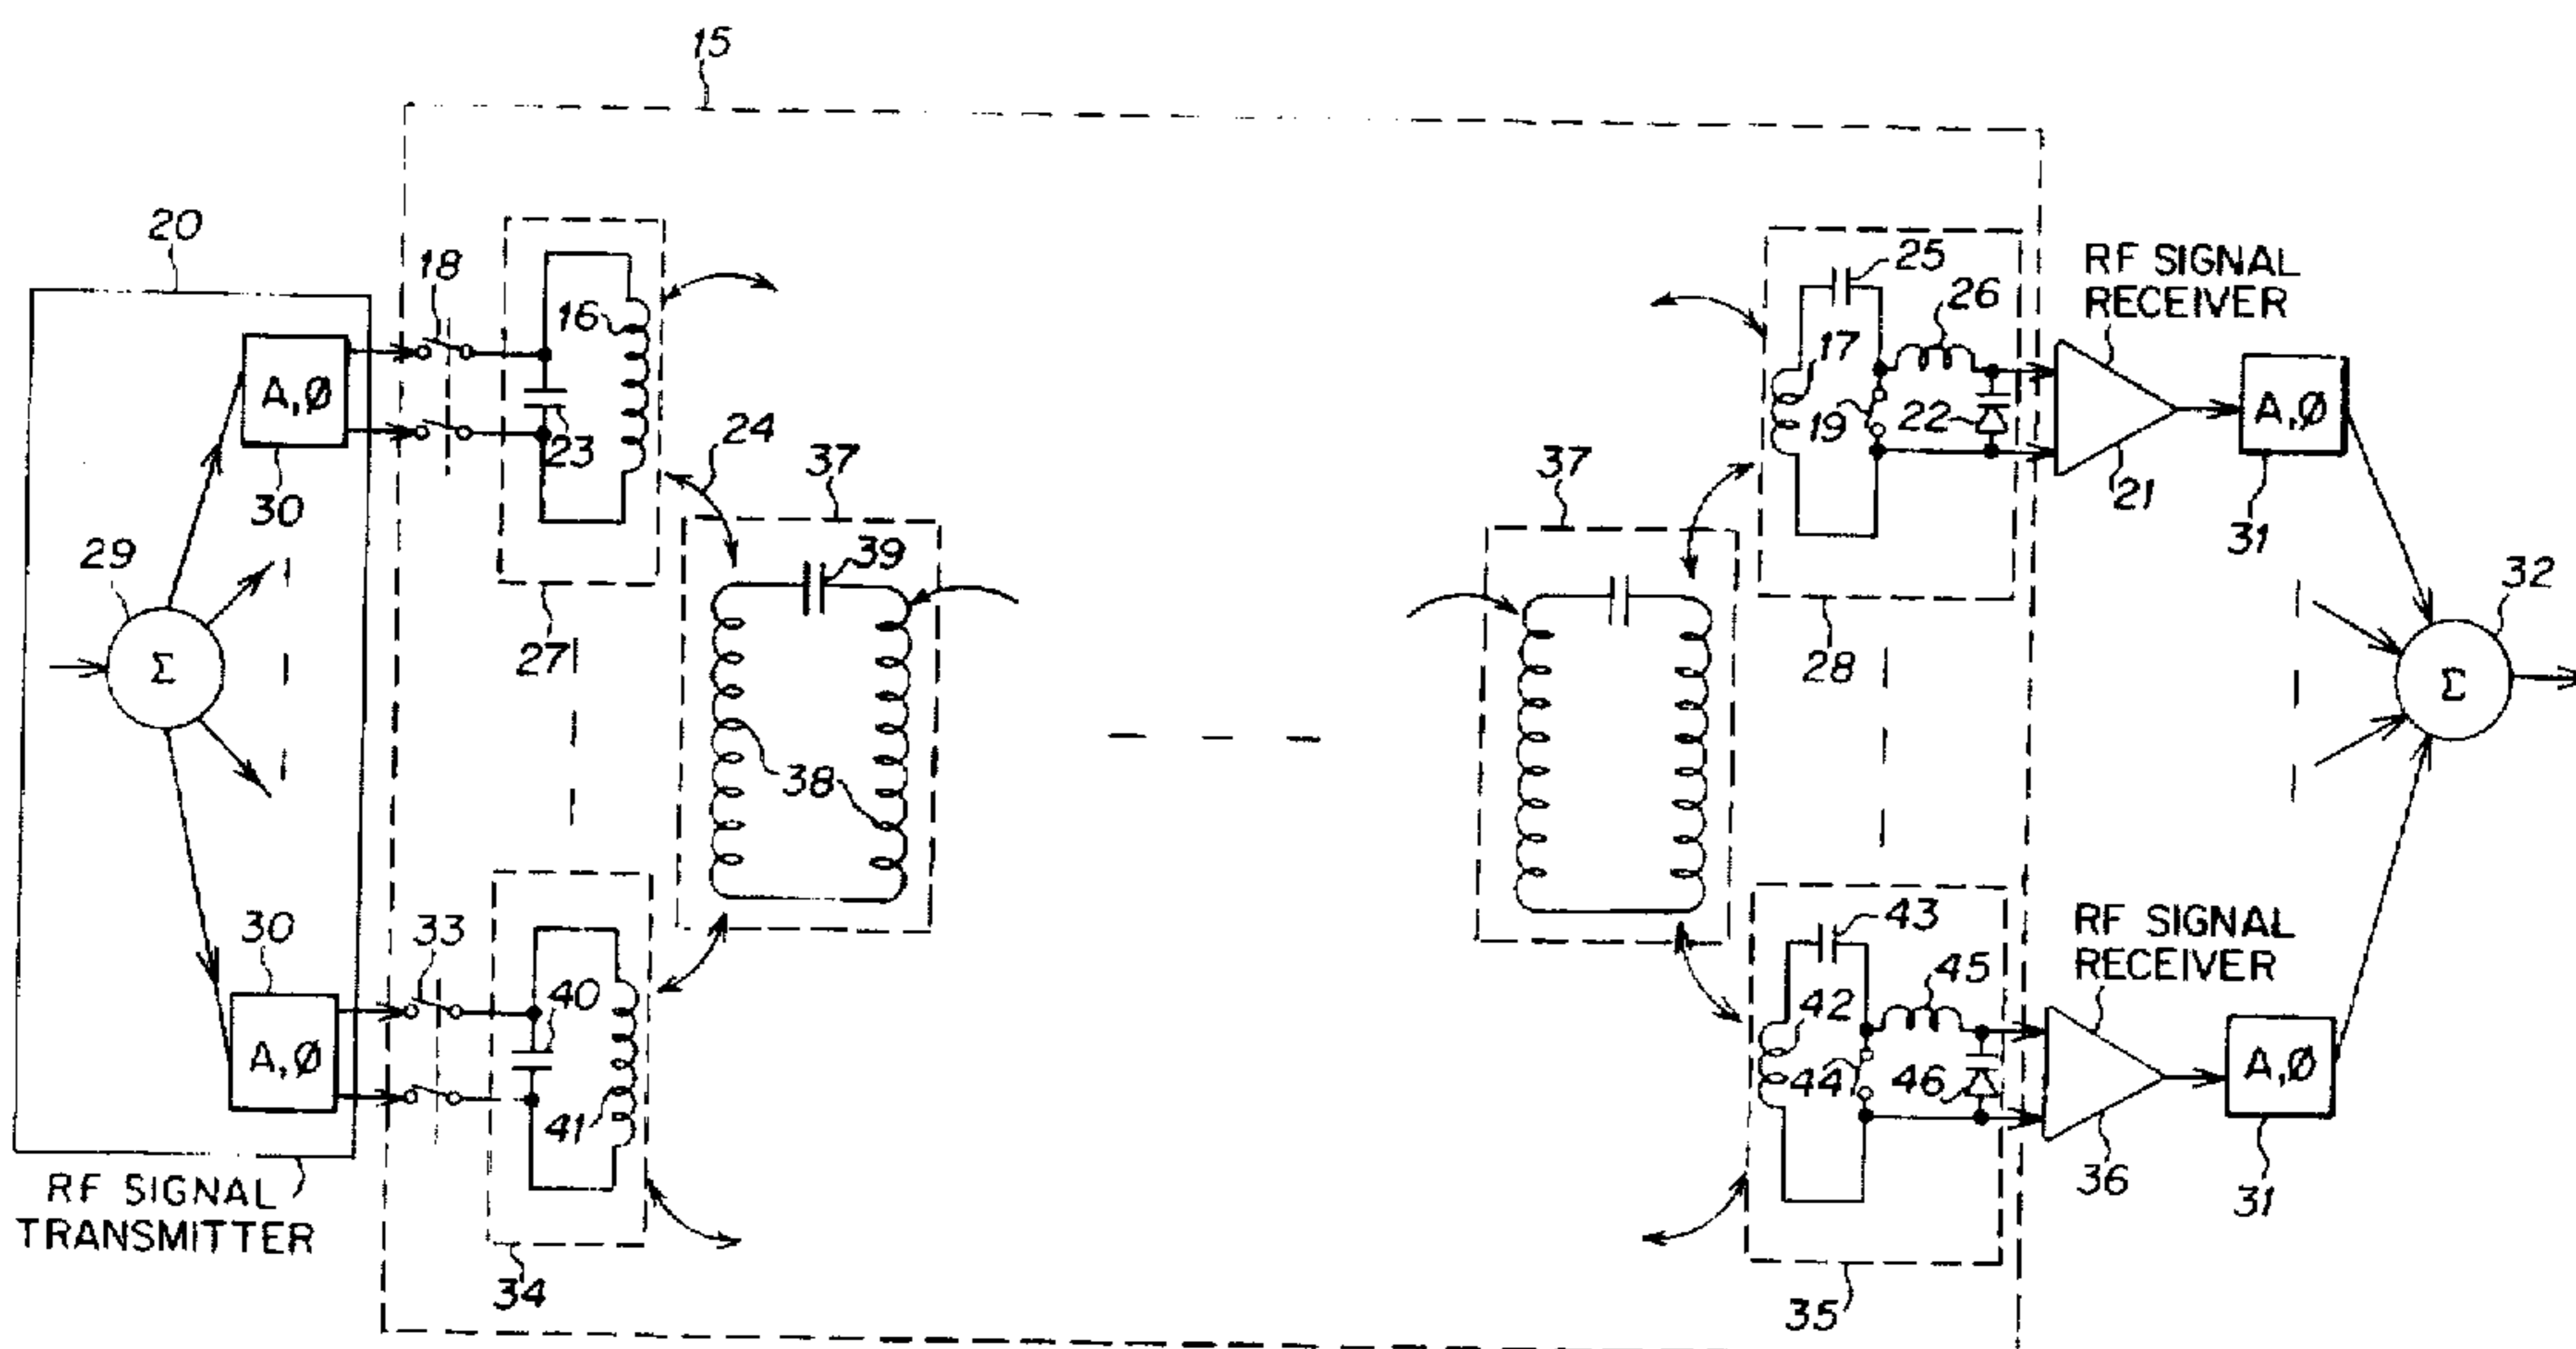 15
20
18
16
23
24
37
39
38
A,Ø
30
29
Σ
27
30
A,Ø
33
40
41
34
RF SIGNAL
TRANSMITTER
25
26
17
19
22
37
28
RF SIGNAL
RECEIVER
21
A,Ø
31
32
Σ
43
45
42
44
46
35
RF SIGNAL
RECEIVER
36
A,Ø
31